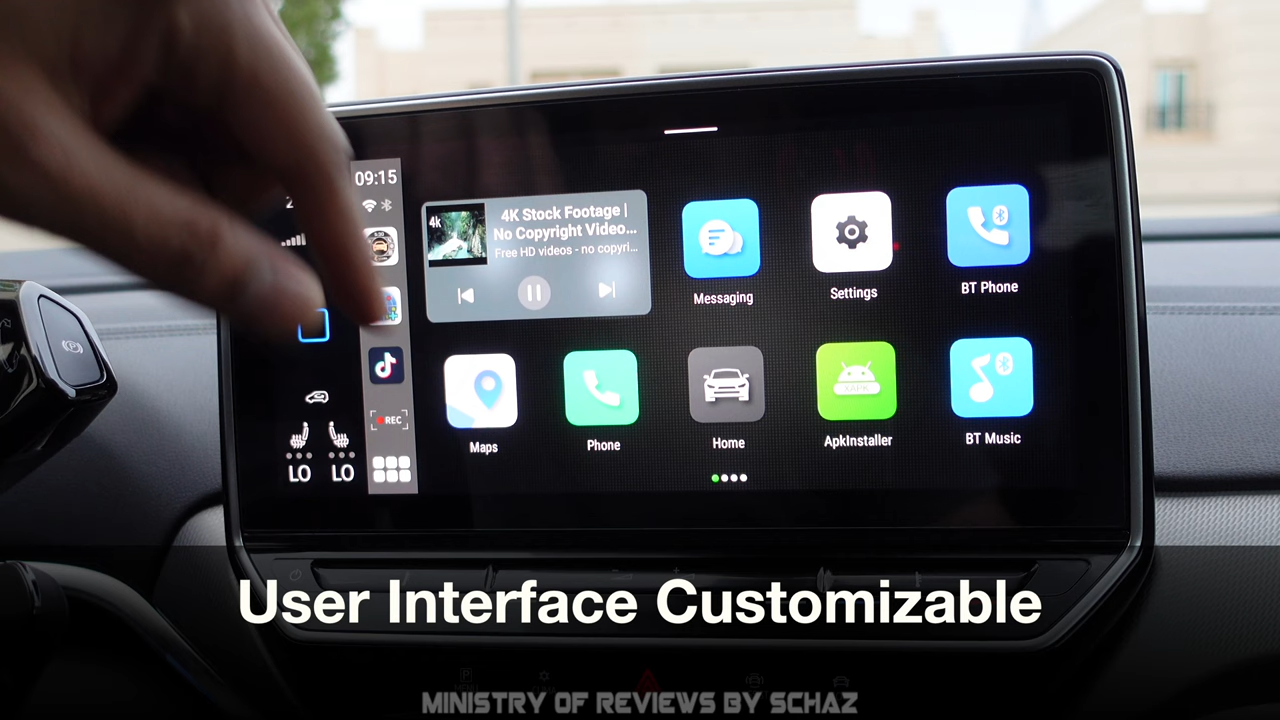 09:15
4k
4K Stock Footage |
No Copyright Video...
Free HD videos - no copyri...
Messaging
Settings
BT Phone
REC
XAPK
Maps
Phone
Home
ApkInstaller
BT Music
LO LO
User Interface Customizable
MINISTRY OF REVIEWS BY SCHAZ